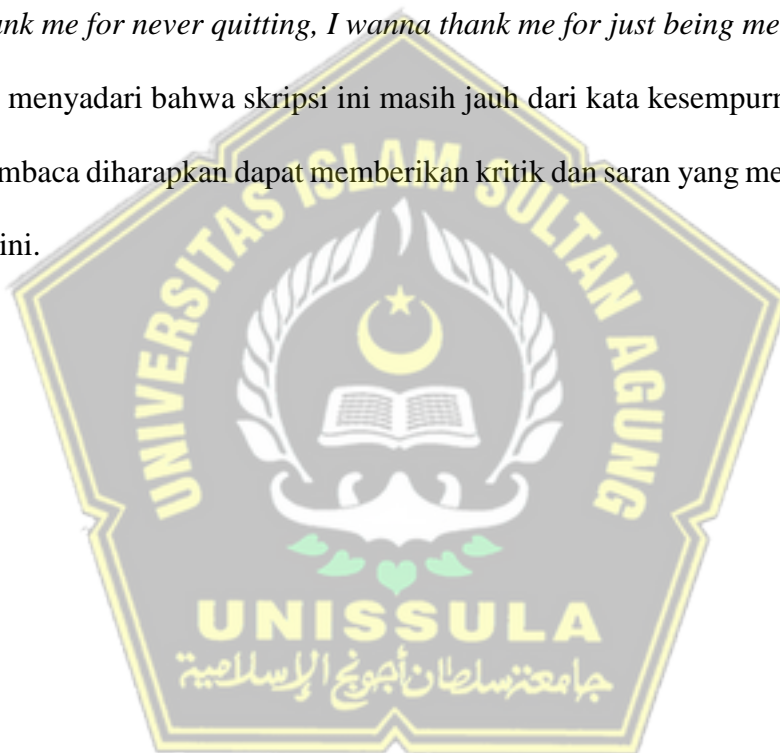 nk me for never quitting, I wanna thank me for just being me
menyadari bahwa skripsi ini masih jauh dari kata kesempurn
mbaca diharapkan dapat memberikan kritik dan saran yang me
ini.
UNIVERSITAS ISLAM SULTAN AGUNG
UNISSULA
جامعة سلطان أجونج الإسلامية